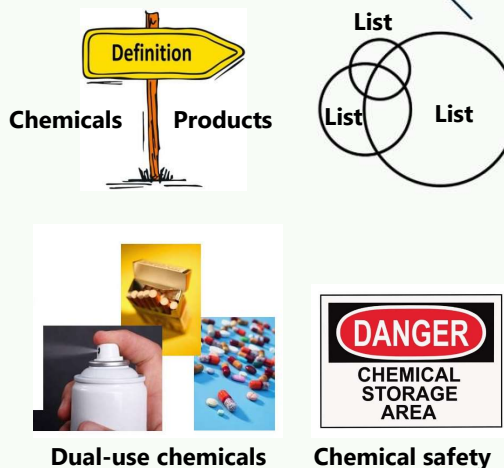 Definition
Chemicals Products
List
List
List
Dual-use chemicals
DANGER
CHEMICAL
STORAGE
AREA
Chemical safety